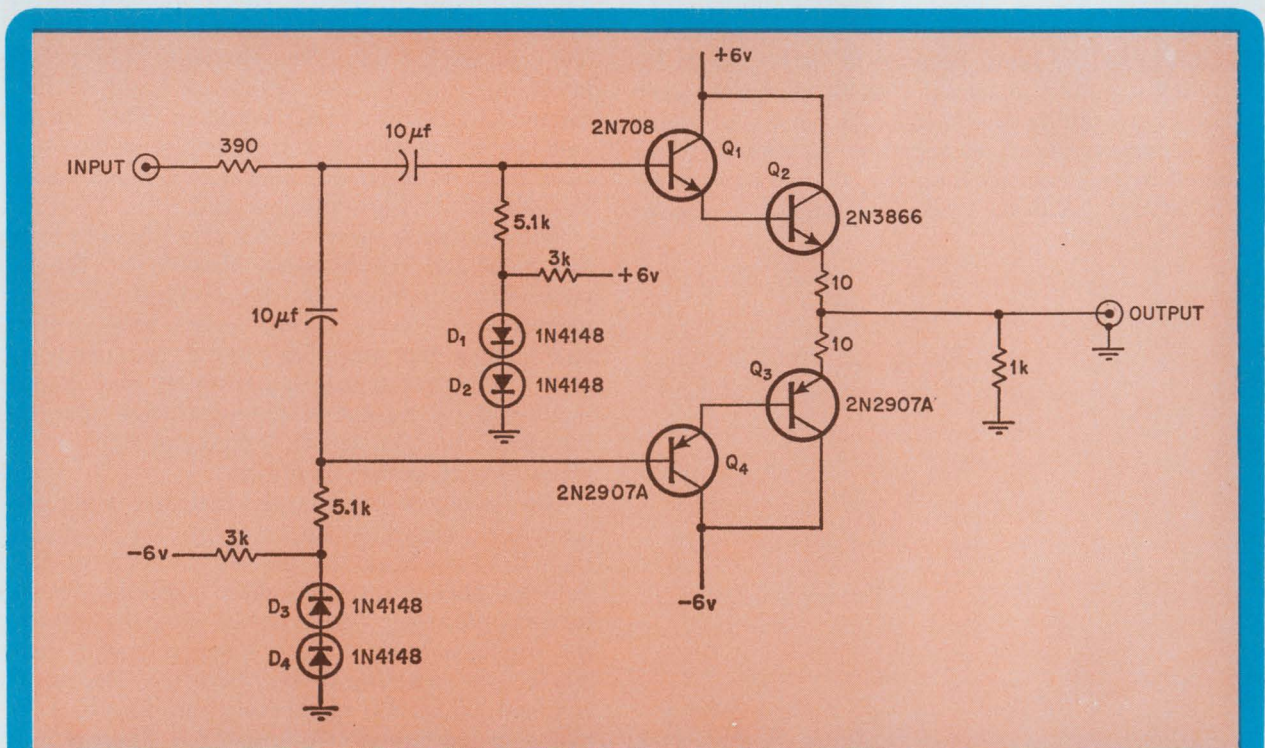 +6v
2N708
10µf
390
INPUT
Q1
Q2
2N3866
5.1k
3k
+6v
10
10µf
OUTPUT
D1
1N4148
10
Q3
1k
D2
1N4148
2N2907A
Q4
2N2907A
5.1k
3k
-6v
-6v
D3
1N4148
D4
1N4148